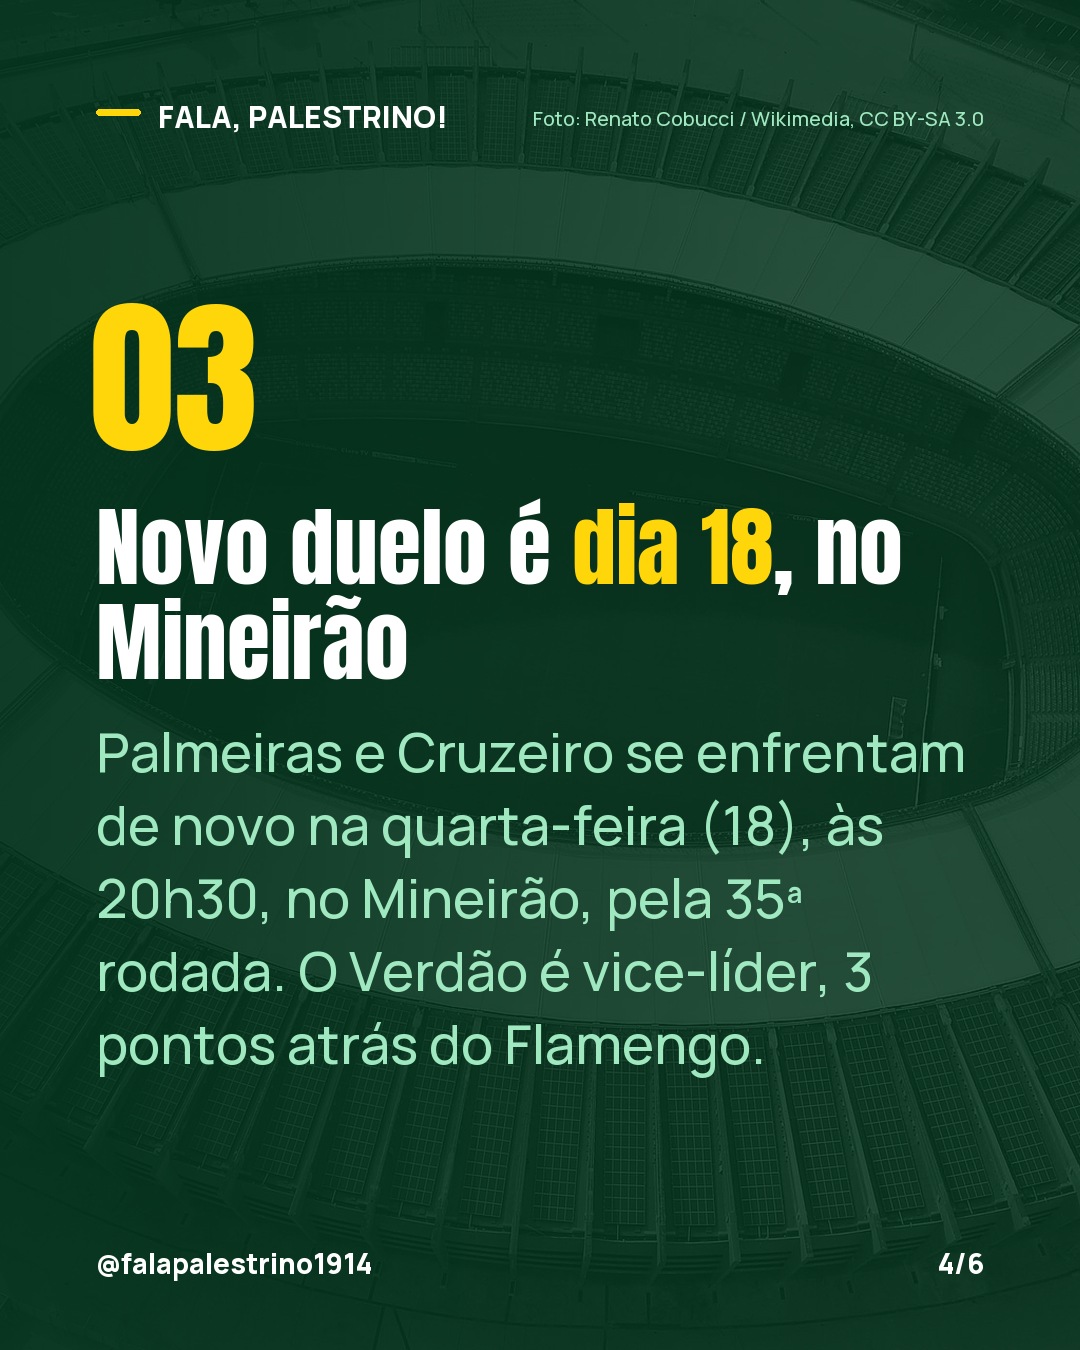 FALA, PALESTRINO!
Foto: Renato Cobucci / Wikimedia, CC BY-SA 3.0
03
Novo duelo é dia 18, no
Mineirão
Palmeiras e Cruzeiro se enfrentam
de novo na quarta-feira (18), às
20h30, no Mineirão, pela 35ª
rodada. O Verdão é vice-líder, 3
pontos atrás do Flamengo.
@falapalestrino1914
4/6